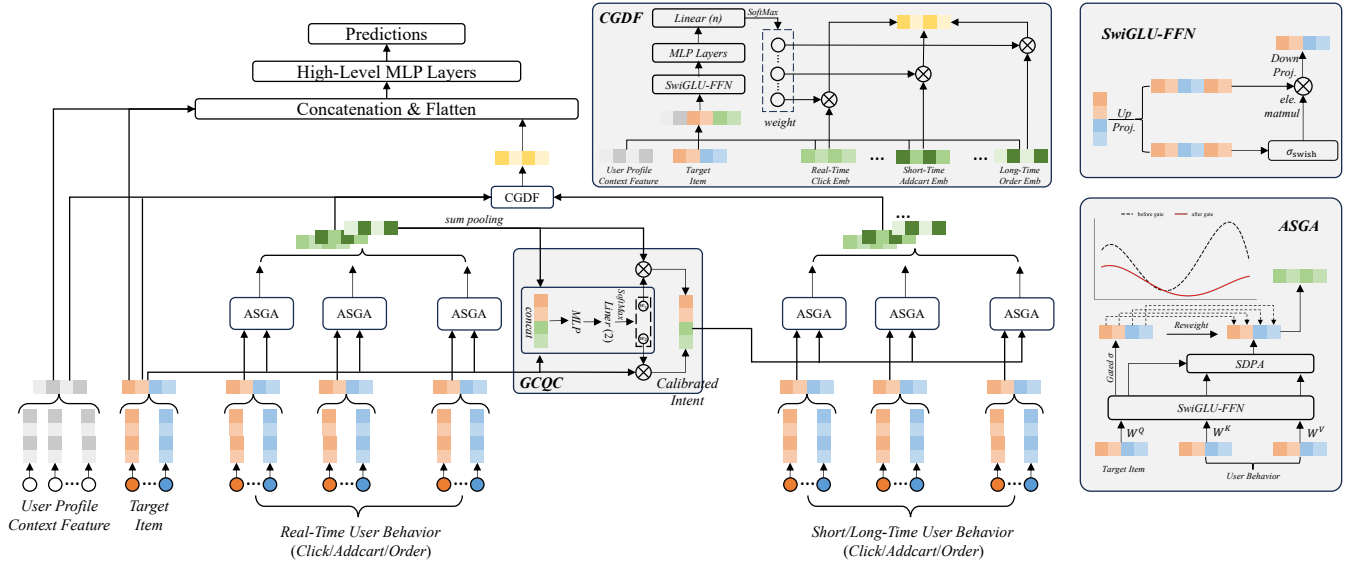 Predictions
High-Level MLP Layers
Concatenation & Flatten
CGDF
sum pooling
ASGA
ASGA
ASGA
concat
MLP
Liner (2)
SoftMax
GCQC
Calibrated
Intent
...
ASGA
ASGA
ASGA
User Profile
Context Feature
Target
Item
Real-Time User Behavior
(Click/Addcart/Order)
Short/Long-Time User Behavior
(Click/Addcart/Order)
CGDF
Linear (n)
SoftMax
MLP Layers
SwiGLU-FFN
weight
User Profile
Context Feature
Target
Item
Real-Time
Click Emb
...
Short-Time
Addcart Emb
...
Long-Time
Order Emb
SwiGLU-FFN
Down
Proj.
Up
Proj.
ele.
matmul
σswish
before gate
after gate
ASGA
Reweight
Gated σ
SDPA
SwiGLU-FFN
W^Q
W^K
W^V
Target Item
User Behavior